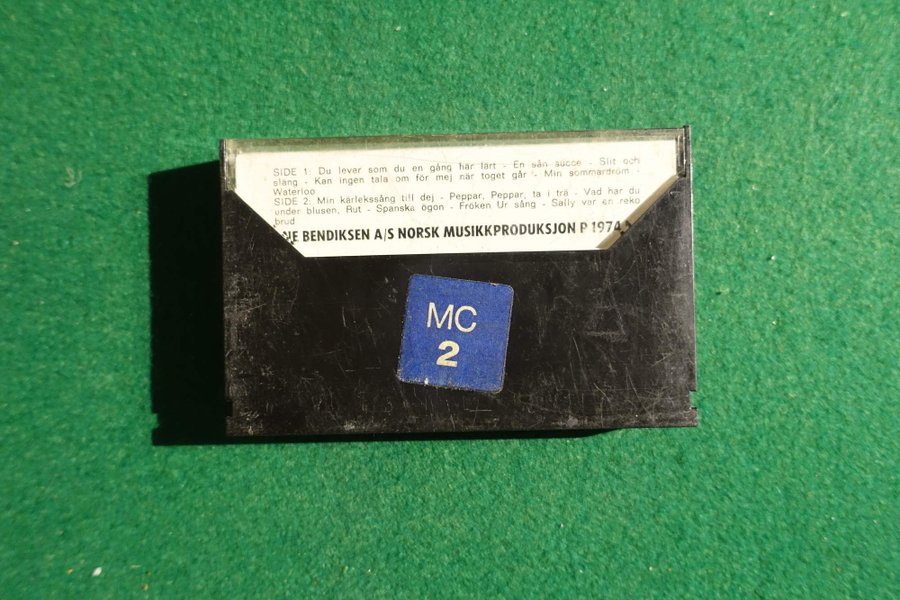 SIDE 1: Du lever som du en gång har lärt - En sån succe - Slit och
slang - Kan ingen tala om för mej när toget går - Min sommardröm -
Waterloo
SIDE 2: Min kärlekssång till dej - Peppar, Peppar, ta i trä - Vad har du
under blusen, Rut - Spanska ögon - Fröken Ur sång - Sally var en reko
brud
NE BENDIKSEN A/S NORSK MUSIKKPRODUKSJON P 1974
MC
2